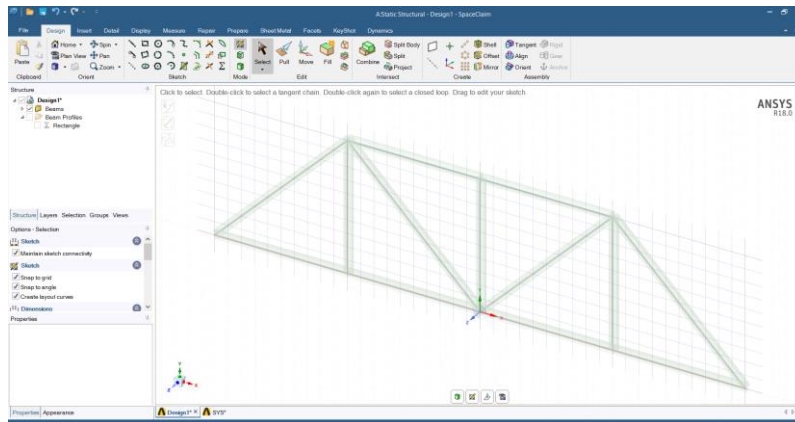 AStatic Structural - Design1 - SpaceClaim
File Design Insert Detail Display Measure Repair Prepare Sheet Metal Facets KeyShot Dynamics
Home Spin Split Body Shell Tangent Rigid
Plan View Pan Split Offset Align Gear
Paste Zoom Select Pull Move Fill Combine Project Mirror Orient Anchor
Clipboard Orient Sketch Mode Edit Intersect Create Assembly
Structure
Design1*
Beams
Beam Profiles
Rectangle
Click to select. Double-click to select a tangent chain. Double-click again to select a closed loop. Drag to edit your sketch.
ANSYS
R18.0
Structure Layers Selection Groups Views
Options - Selection
Sketch
Maintain sketch connectivity
Sketch
Snap to grid
Snap to angle
Create layout curves
Dimensions
Properties
Properties Appearance
Design1* SYS*